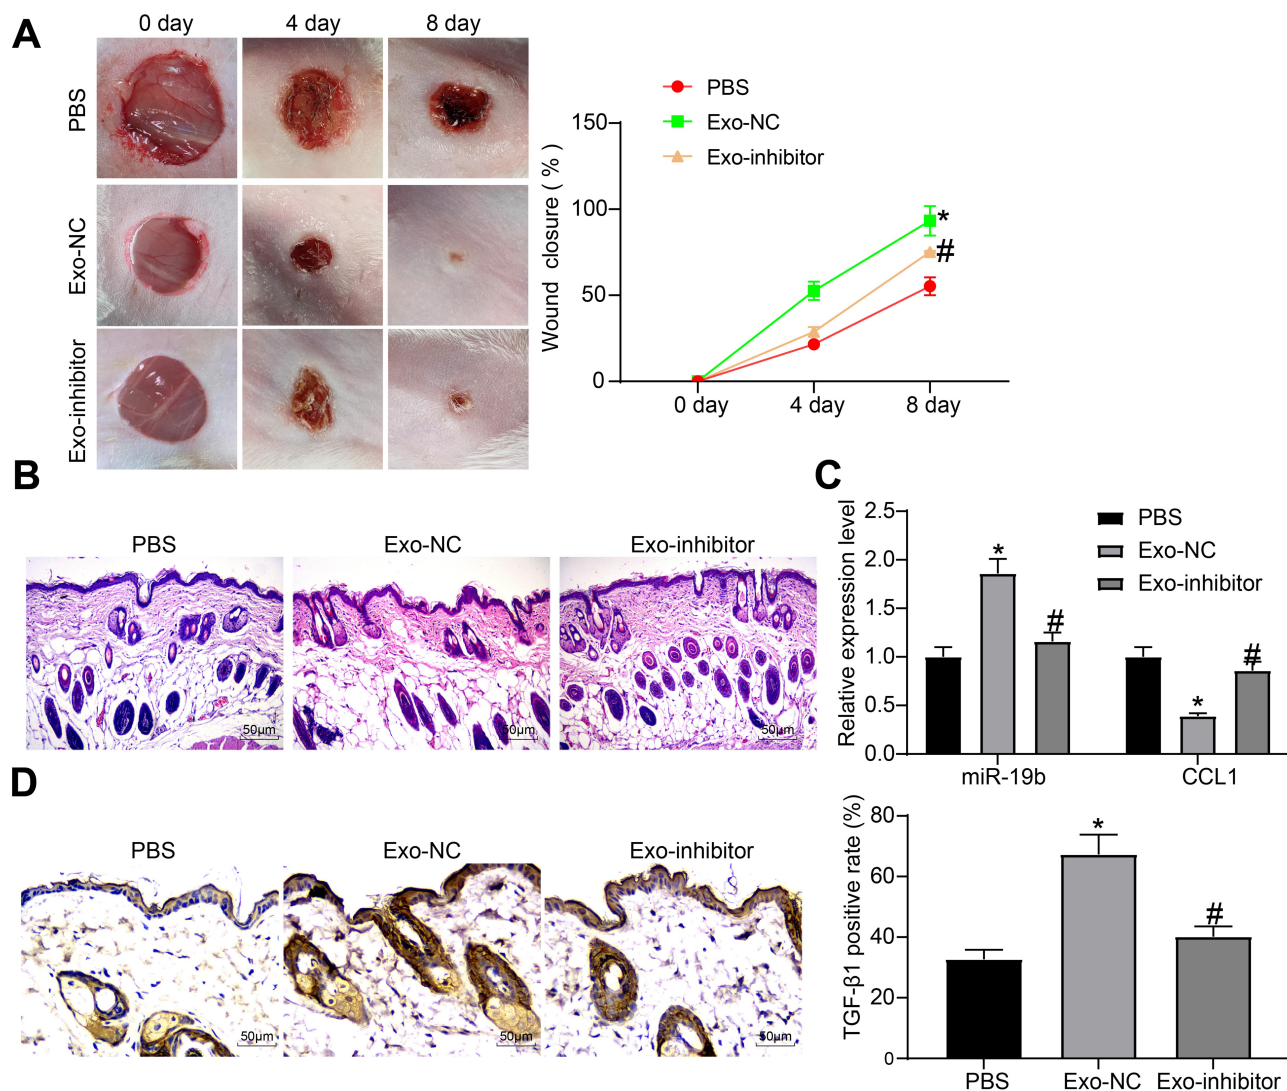 A
0 day
4 day
8 day
PBS
Exo-NC
Exo-inhibitor
PBS
Exo-NC
Exo-inhibitor
Wound closure ( % )
150
100
50
0
0 day
4 day
8 day
*
#
B
PBS
Exo-NC
Exo-inhibitor
50μm
50μm
50μm
C
PBS
Exo-NC
Exo-inhibitor
Relative expression level
2.5
2.0
1.5
1.0
0.5
0.0
*
#
*
#
miR-19b
CCL1
D
PBS
Exo-NC
Exo-inhibitor
50μm
50μm
50μm
TGF-β1 positive rate (%)
80
60
40
20
0
*
#
PBS
Exo-NC
Exo-inhibitor